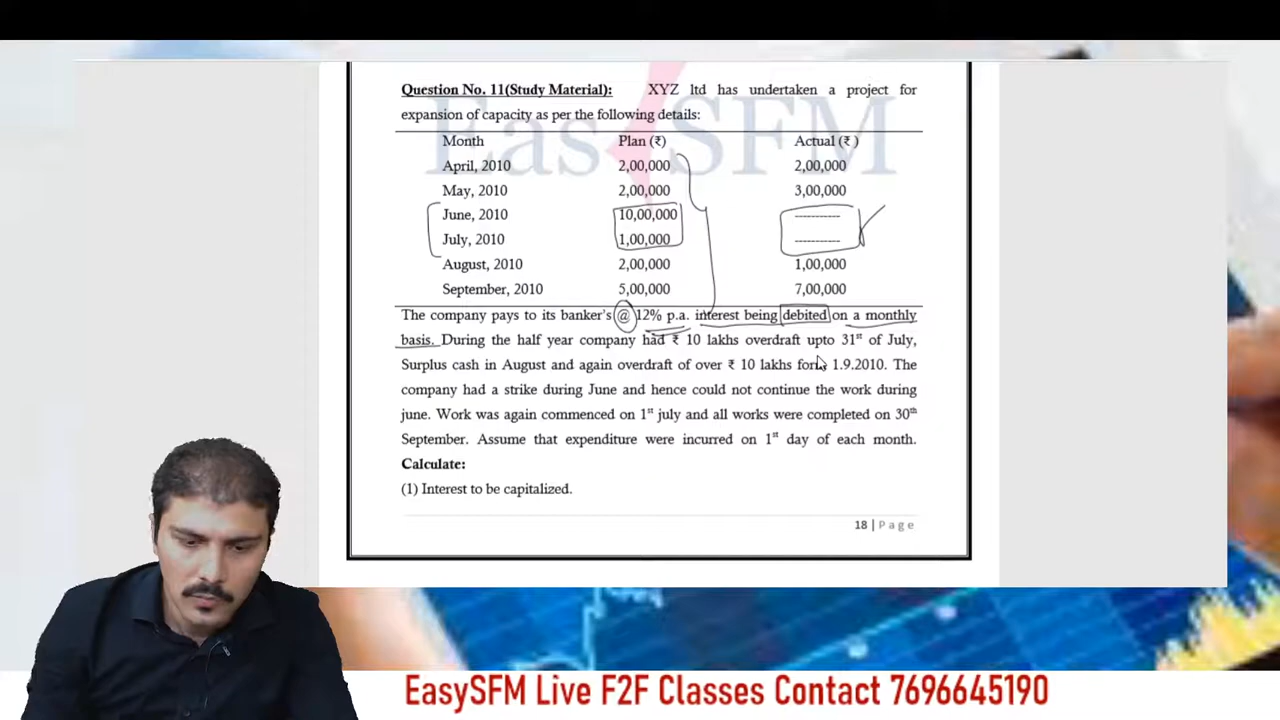 Question No. 11(Study Material): XYZ ltd has undertaken a project for
expansion of capacity as per the following details:
Month Plan (₹) Actual (₹ )
April, 2010 2,00,000 2,00,000
May, 2010 2,00,000 3,00,000
June, 2010 10,00,000 -----------
July, 2010 1,00,000 -----------
August, 2010 2,00,000 1,00,000
September, 2010 5,00,000 7,00,000
The company pays to its banker's @ 12% p.a. interest being debited on a monthly
basis. During the half year company had ₹ 10 lakhs overdraft upto 31st of July,
Surplus cash in August and again overdraft of over ₹ 10 lakhs form 1.9.2010. The
company had a strike during June and hence could not continue the work during
june. Work was again commenced on 1st july and all works were completed on 30th
September. Assume that expenditure were incurred on 1st day of each month.
Calculate:
(1) Interest to be capitalized.
18 | Page
EasySFM Live F2F Classes Contact 7696645190